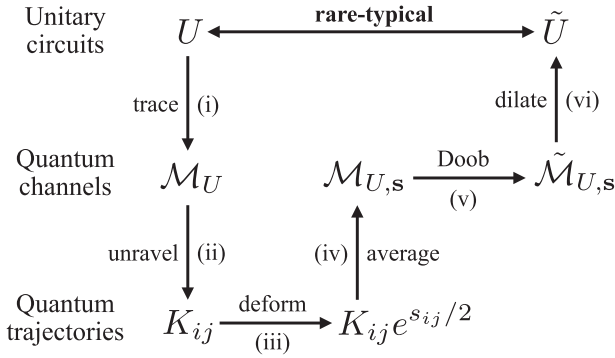 Unitary circuits
U
rare-typical
Ũ
trace (i)
dilate (vi)
Quantum channels
ℳ_U
ℳ_{U,s}
Doob
(v)
ℳ̃_{U,s}
unravel (ii)
(iv) average
Quantum trajectories
K_{ij}
deform
(iii)
K_{ij}e^{s_{ij}/2}